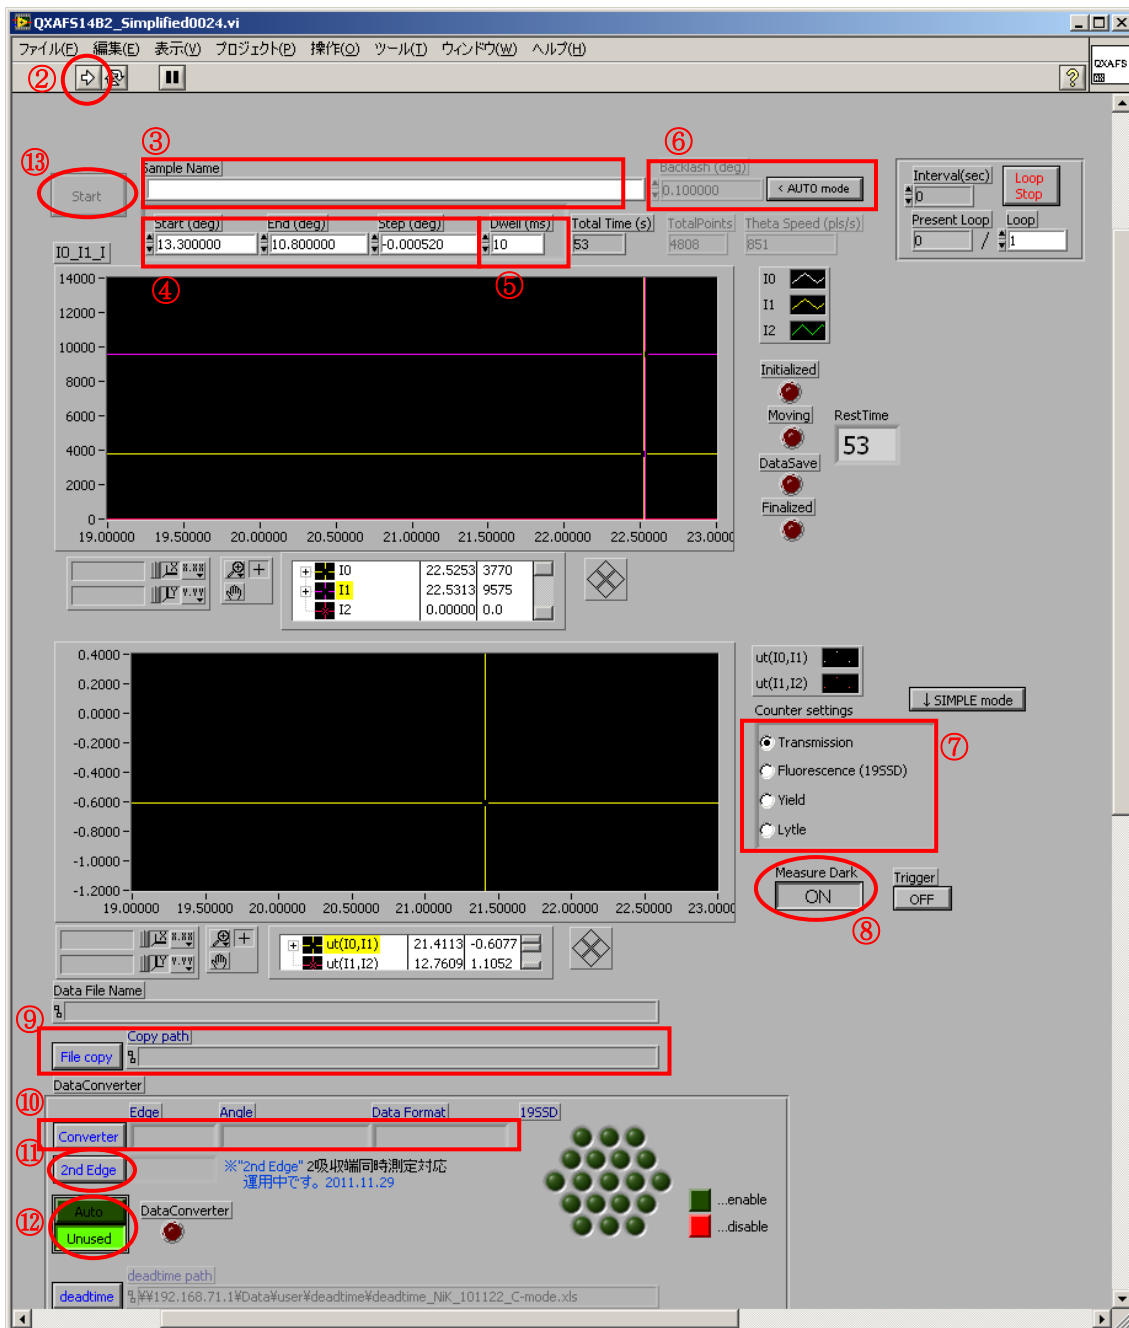 QXAFS14B2_Simplified0024.vi
ファイル(F) 編集(E) 表示(V) プロジェクト(P) 操作(O) ツール(T) ウィンドウ(W) ヘルプ(H)
②
QXAFS
③
⑥
⑬
Sample Name
Backlash (deg)
Interval(sec)
Loop Stop
Start
0.100000
< AUTO mode
0
Start (deg) End (deg) Step (deg) Dwell (ms) Total Time (s) TotalPoints Theta Speed (pls/s)
Present Loop Loop
13.300000 10.800000 -0.000520 10 53 4808 851
0 / 1
I0_I1_I
④
⑤
14000
12000
10000
8000
6000
4000
2000
0
19.00000 19.50000 20.00000 20.50000 21.00000 21.50000 22.00000 22.50000 23.0000
I0
I1
I2
Initialized
Moving
RestTime
53
DataSave
Finalized
X.XX
Y.YY
I0 22.5253 3770
I1 22.5313 9575
I2 0.00000 0.0
0.4000
0.2000
0.0000
-0.2000
-0.4000
-0.6000
-0.8000
-1.0000
-1.2000
19.00000 19.50000 20.00000 20.50000 21.00000 21.50000 22.00000 22.50000 23.0000
ut(I0,I1)
ut(I1,I2)
↓ SIMPLE mode
Counter settings
⑦
Transmission
Fluorescence (19SSD)
Yield
Lytle
Measure Dark
ON
Trigger
OFF
⑧
X.XX
Y.YY
ut(I0,I1) 21.4113 -0.6077
ut(I1,I2) 12.7609 1.1052
Data File Name
⑨
Copy path
File copy
DataConverter
⑩
Edge Angle Data Format 19SSD
Converter
⑪
2nd Edge
※"2nd Edge" 2吸収端同時測定対応
運用中です。2011.11.29
⑫
Auto
Unused
DataConverter
...enable
...disable
deadtime path
deadtime
¥¥192.168.71.1¥Data¥user¥deadtime¥deadtime_NiK_101122_C-mode.xls